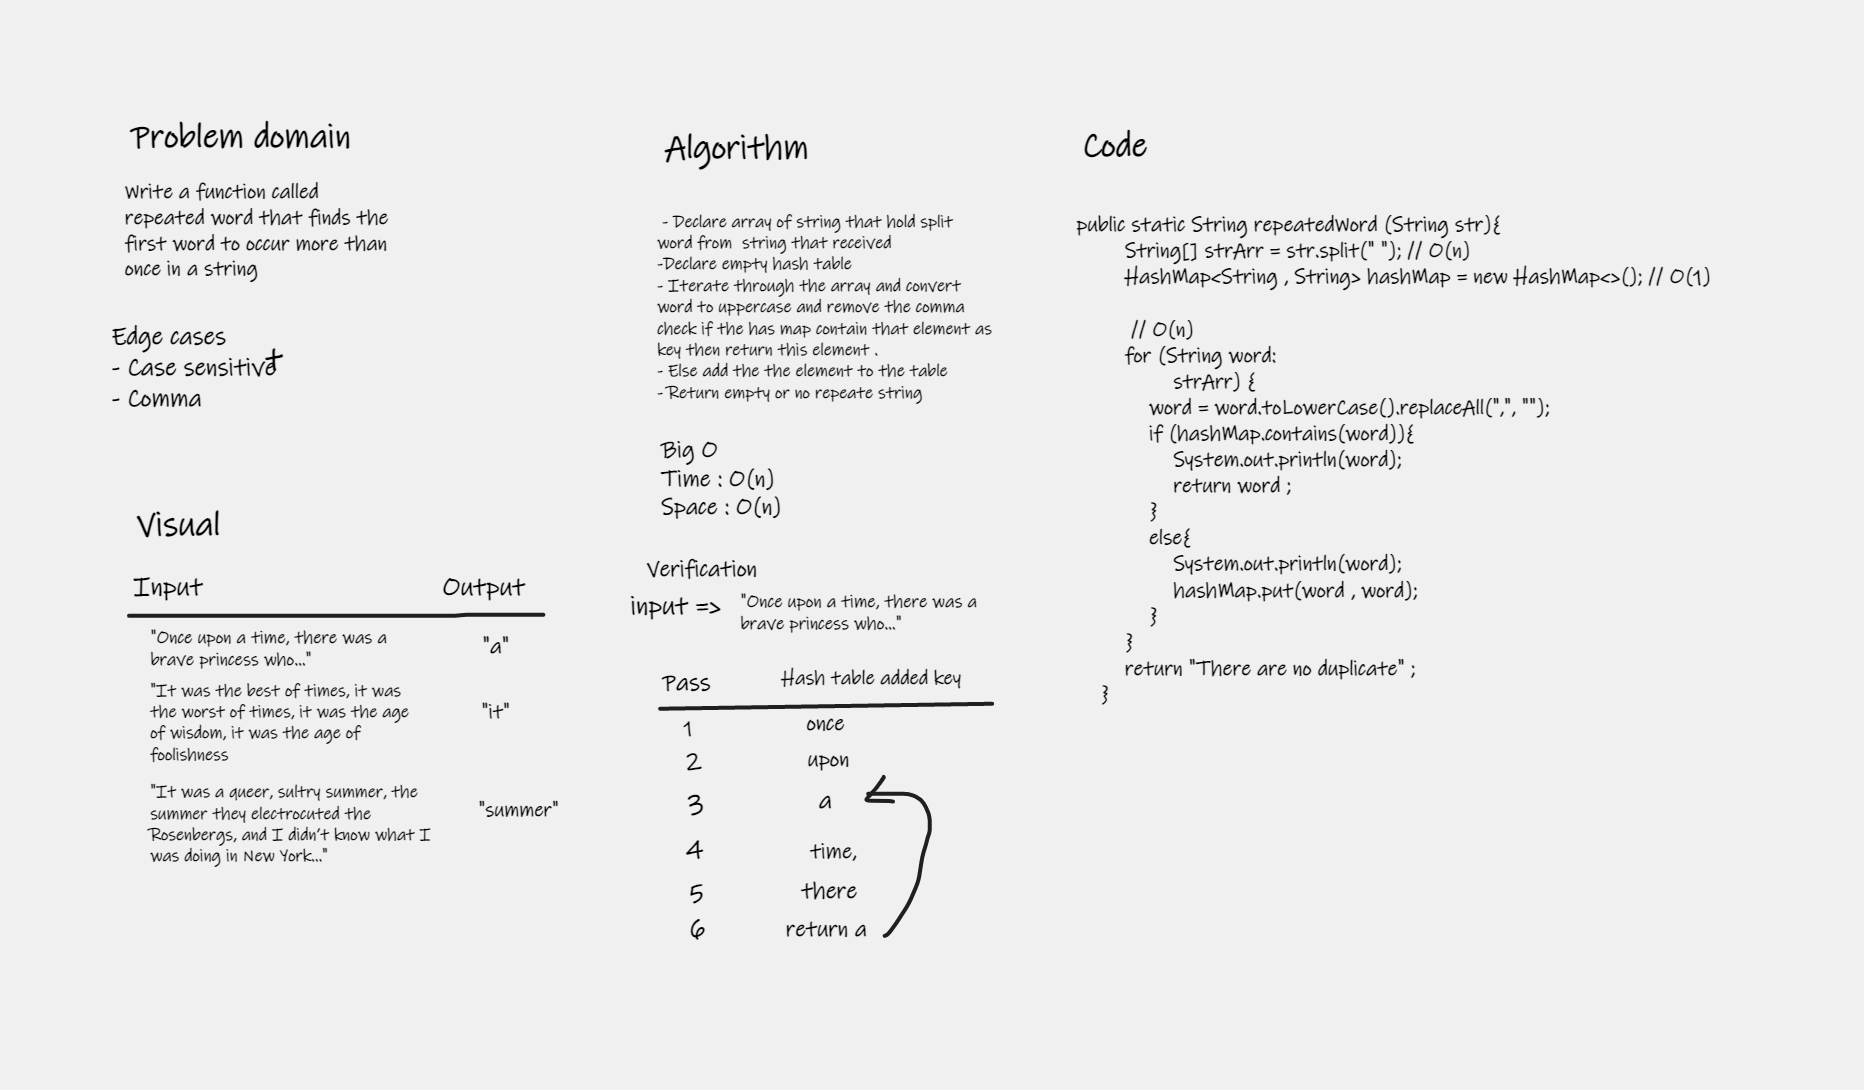 Problem domain
Write a function called
repeated word that finds the
first word to occur more than
once in a string
Edge cases
- Case sensitive
- Comma
Visual
Input Output
"Once upon a time, there was a
brave princess who..."
"a"
"It was the best of times, it was
the worst of times, it was the age
of wisdom, it was the age of
foolishness
"it"
"It was a queer, sultry summer, the
summer they electrocuted the
Rosenbergs, and I didn't know what I
was doing in New York..."
"summer"
Algorithm
- Declare array of string that hold split
word from string that received
-Declare empty hash table
- Iterate through the array and convert
word to uppercase and remove the comma
check if the has map contain that element as
key then return this element .
- Else add the the element to the table
-Return empty or no repeate string
Big O
Time : O(n)
Space : O(n)
Verification
input => "Once upon a time, there was a
brave princess who..."
Pass Hash table added key
1 once
2 upon
3 a
4 time,
5 there
6 return a
Code
public static String repeatedWord (String str){
String[] strArr = str.split(" "); // O(n)
HashMap<String , String> hashMap = new HashMap<>(); // O(1)
// O(n)
for (String word:
strArr) {
word = word.toLowerCase().replaceAll(",", "");
if (hashMap.contains(word)){
System.out.println(word);
return word ;
}
else{
System.out.println(word);
hashMap.put(word , word);
}
}
return "There are no duplicate" ;
}